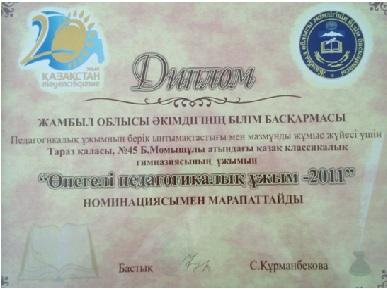 20
ҚАЗАҚСТАН
Диплом
ЖАМБЫЛ ОБЛЫСЫ ӘКІМДІГІНІҢ БІЛІМ БАСҚАРМАСЫ
Педагогикалық ұжымның берік ынтымақтастығы мен мазмұнды жұмыс жүйесі үшін
Тараз қаласы, №45 Б.Момышұлы атындағы қазақ классикалық
гимназиясының ұжымын
"Өнегелі педагогикалық ұжым -2011"
НОМИНАЦИЯСЫМЕН МАРАПАТТАЙДЫ
Бастық С.Құрманбекова